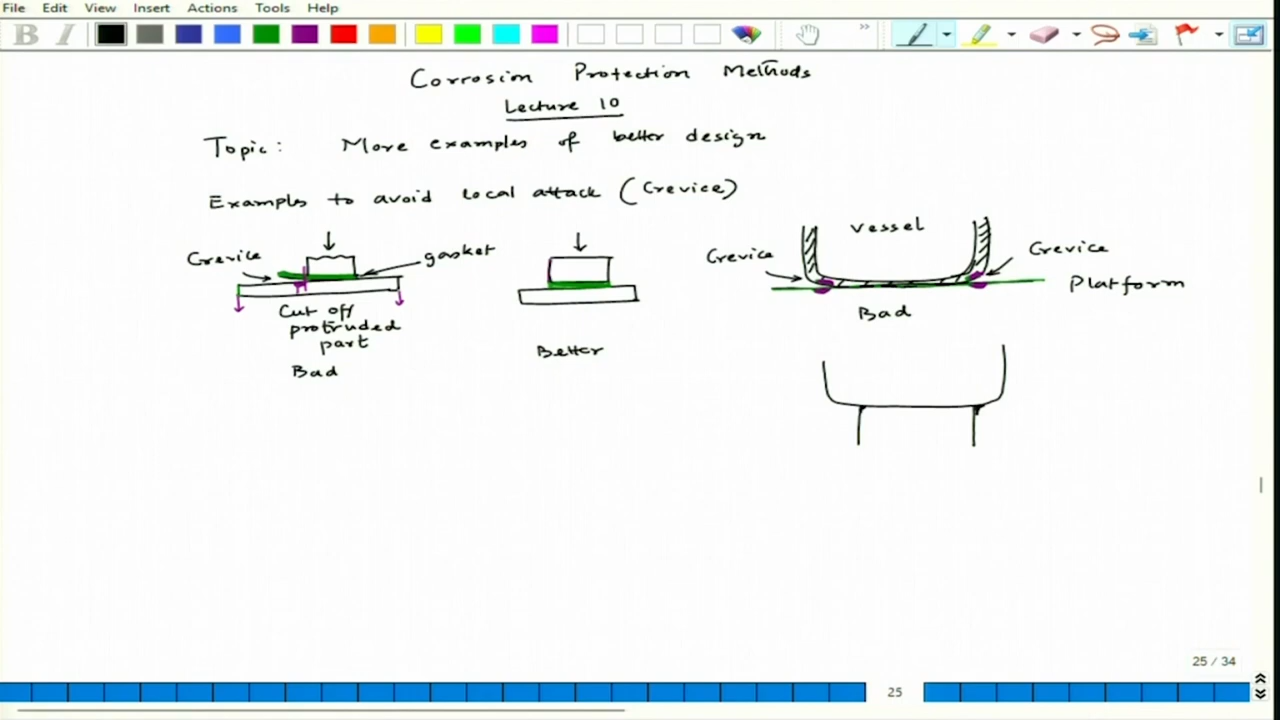 File Edit View Insert Actions Tools Help
B I
Corrosion Protection Methods
Lecture 10
Topic: More examples of better design
Examples to avoid local attack (Crevice)
Crevice
gasket
Cut off
protruded
part
Bad
Better
vessel
Crevice
Crevice
Platform
Bad
25 / 34
25